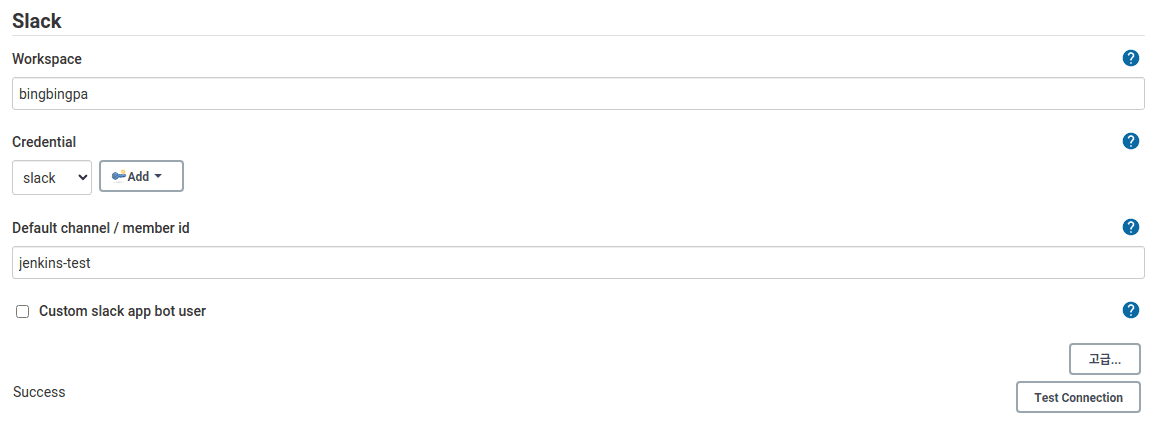 Slack
Workspace
bingbingpa
Credential
slack
Add
Default channel / member id
jenkins-test
Custom slack app bot user
고급...
Success
Test Connection